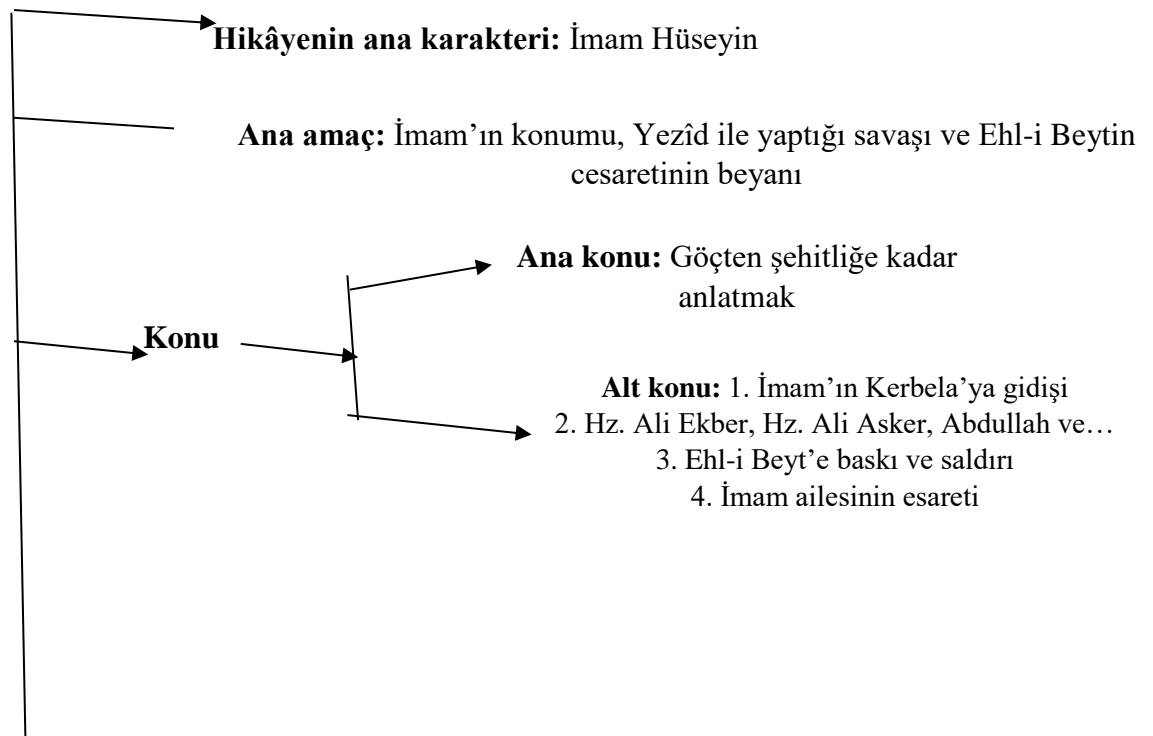 Hikâyenin ana karakteri: İmam Hüseyin
Ana amaç: İmam’ın konumu, Yezîd ile yaptığı savaşı ve Ehl-i Beytin
cesaretinin beyanı
Ana konu: Göçten şehitliğe kadar
anlatmak
Konu
Alt konu: 1. İmam’ın Kerbela’ya gidişi
2. Hz. Ali Ekber, Hz. Ali Asker, Abdullah ve…
3. Ehl-i Beyt’e baskı ve saldırı
4. İmam ailesinin esareti